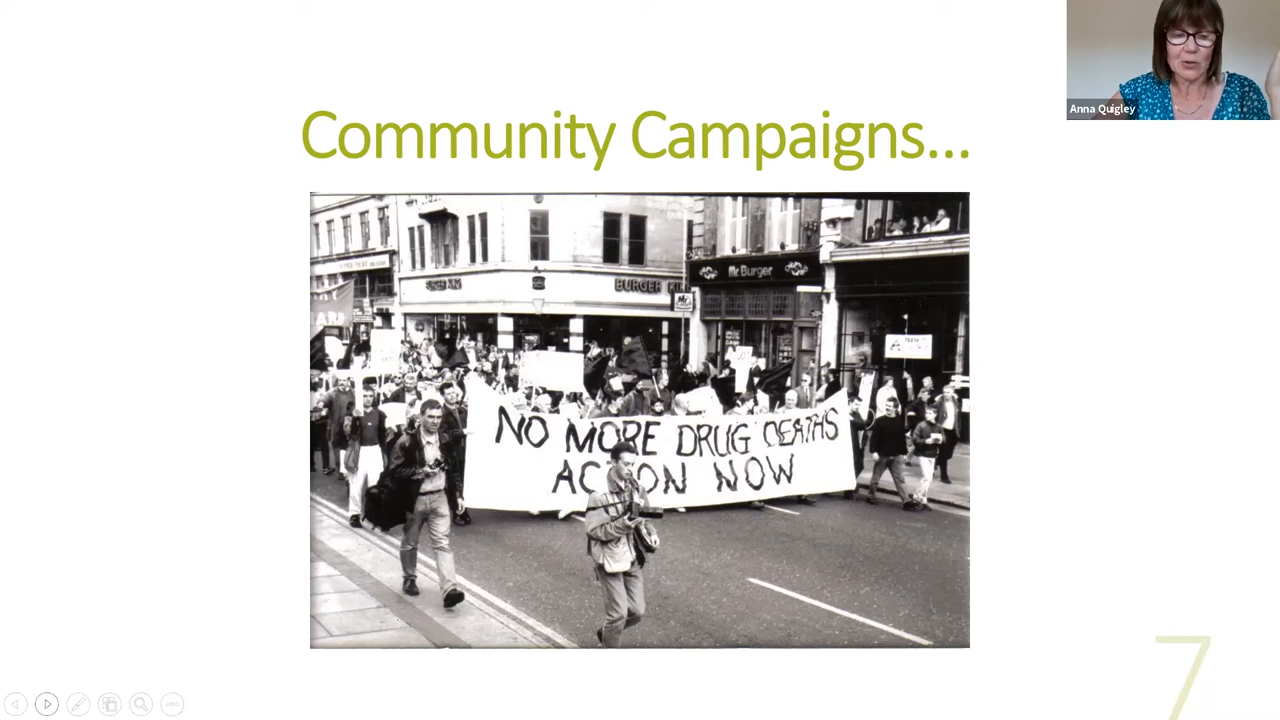 Anna Quigley
Community Campaigns...
BURGER KING
Mr Burger
NO MORE DRUG DEATHS
ACTION NOW
7